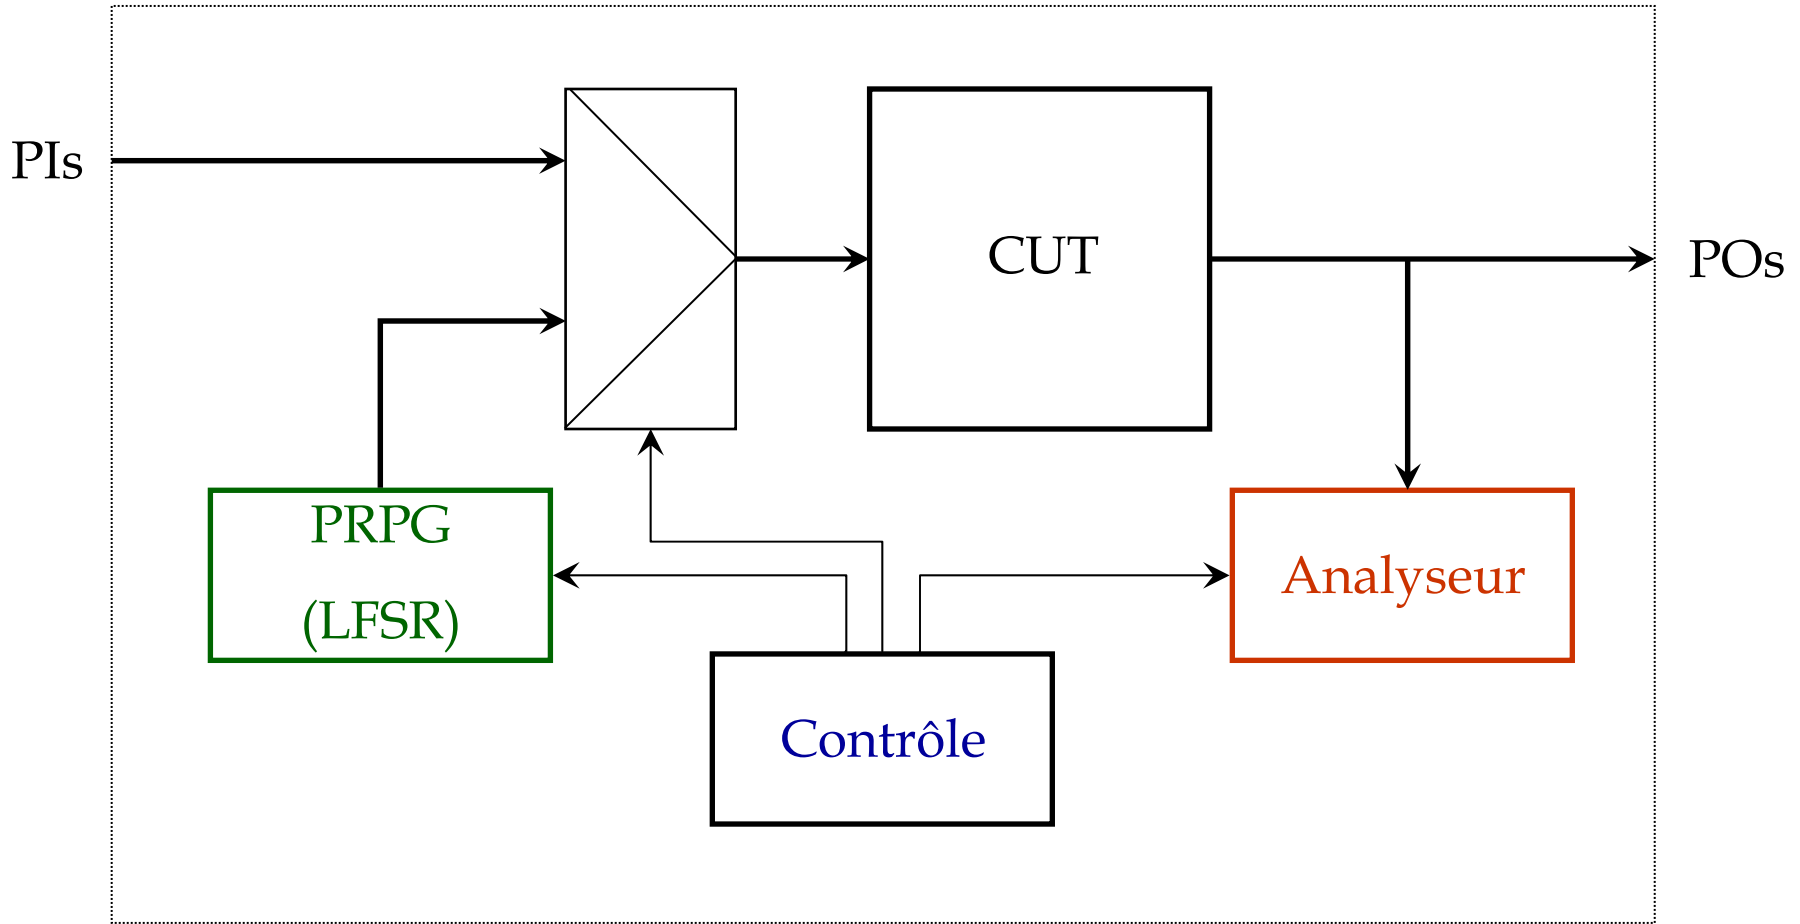 PIs
CUT
POs
PRPG
(LFSR)
Analyseur
Contrôle